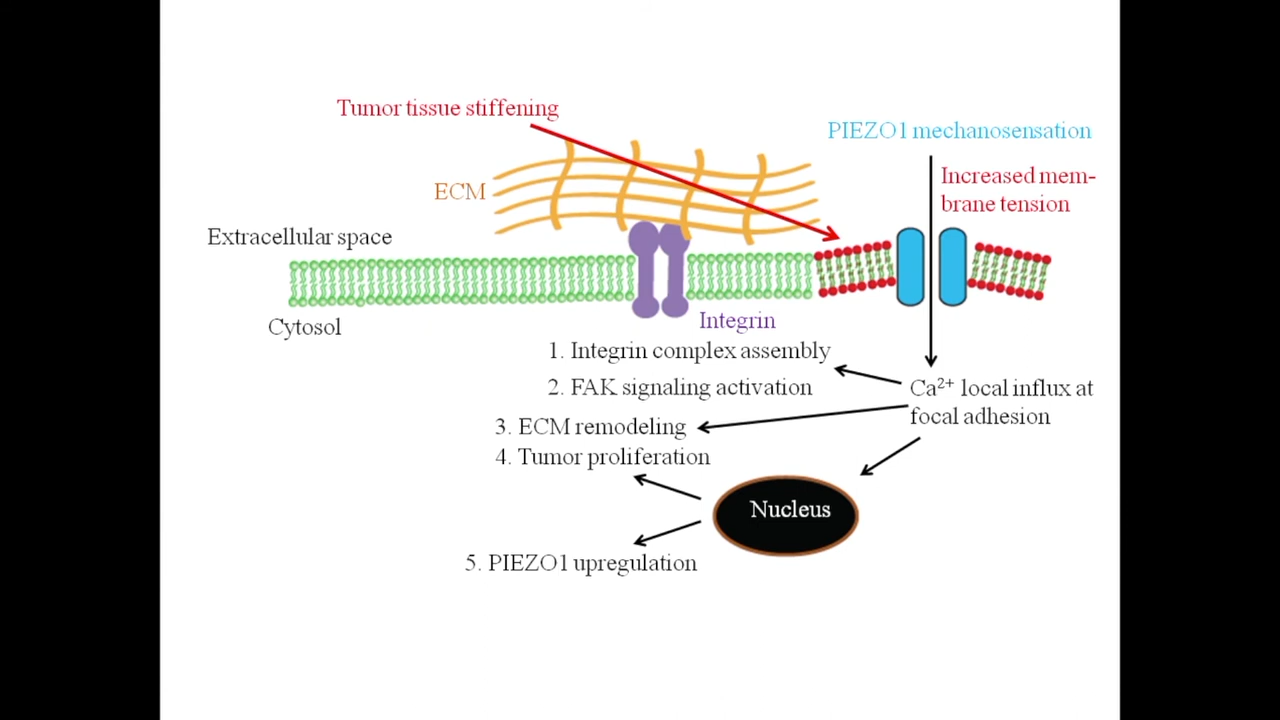 Tumor tissue stiffening
PIEZO1 mechanosensation
Increased mem-
brane tension
ECM
Extracellular space
Cytosol
Integrin
1. Integrin complex assembly
2. FAK signaling activation
Ca²⁺ local influx at
focal adhesion
3. ECM remodeling
4. Tumor proliferation
Nucleus
5. PIEZO1 upregulation